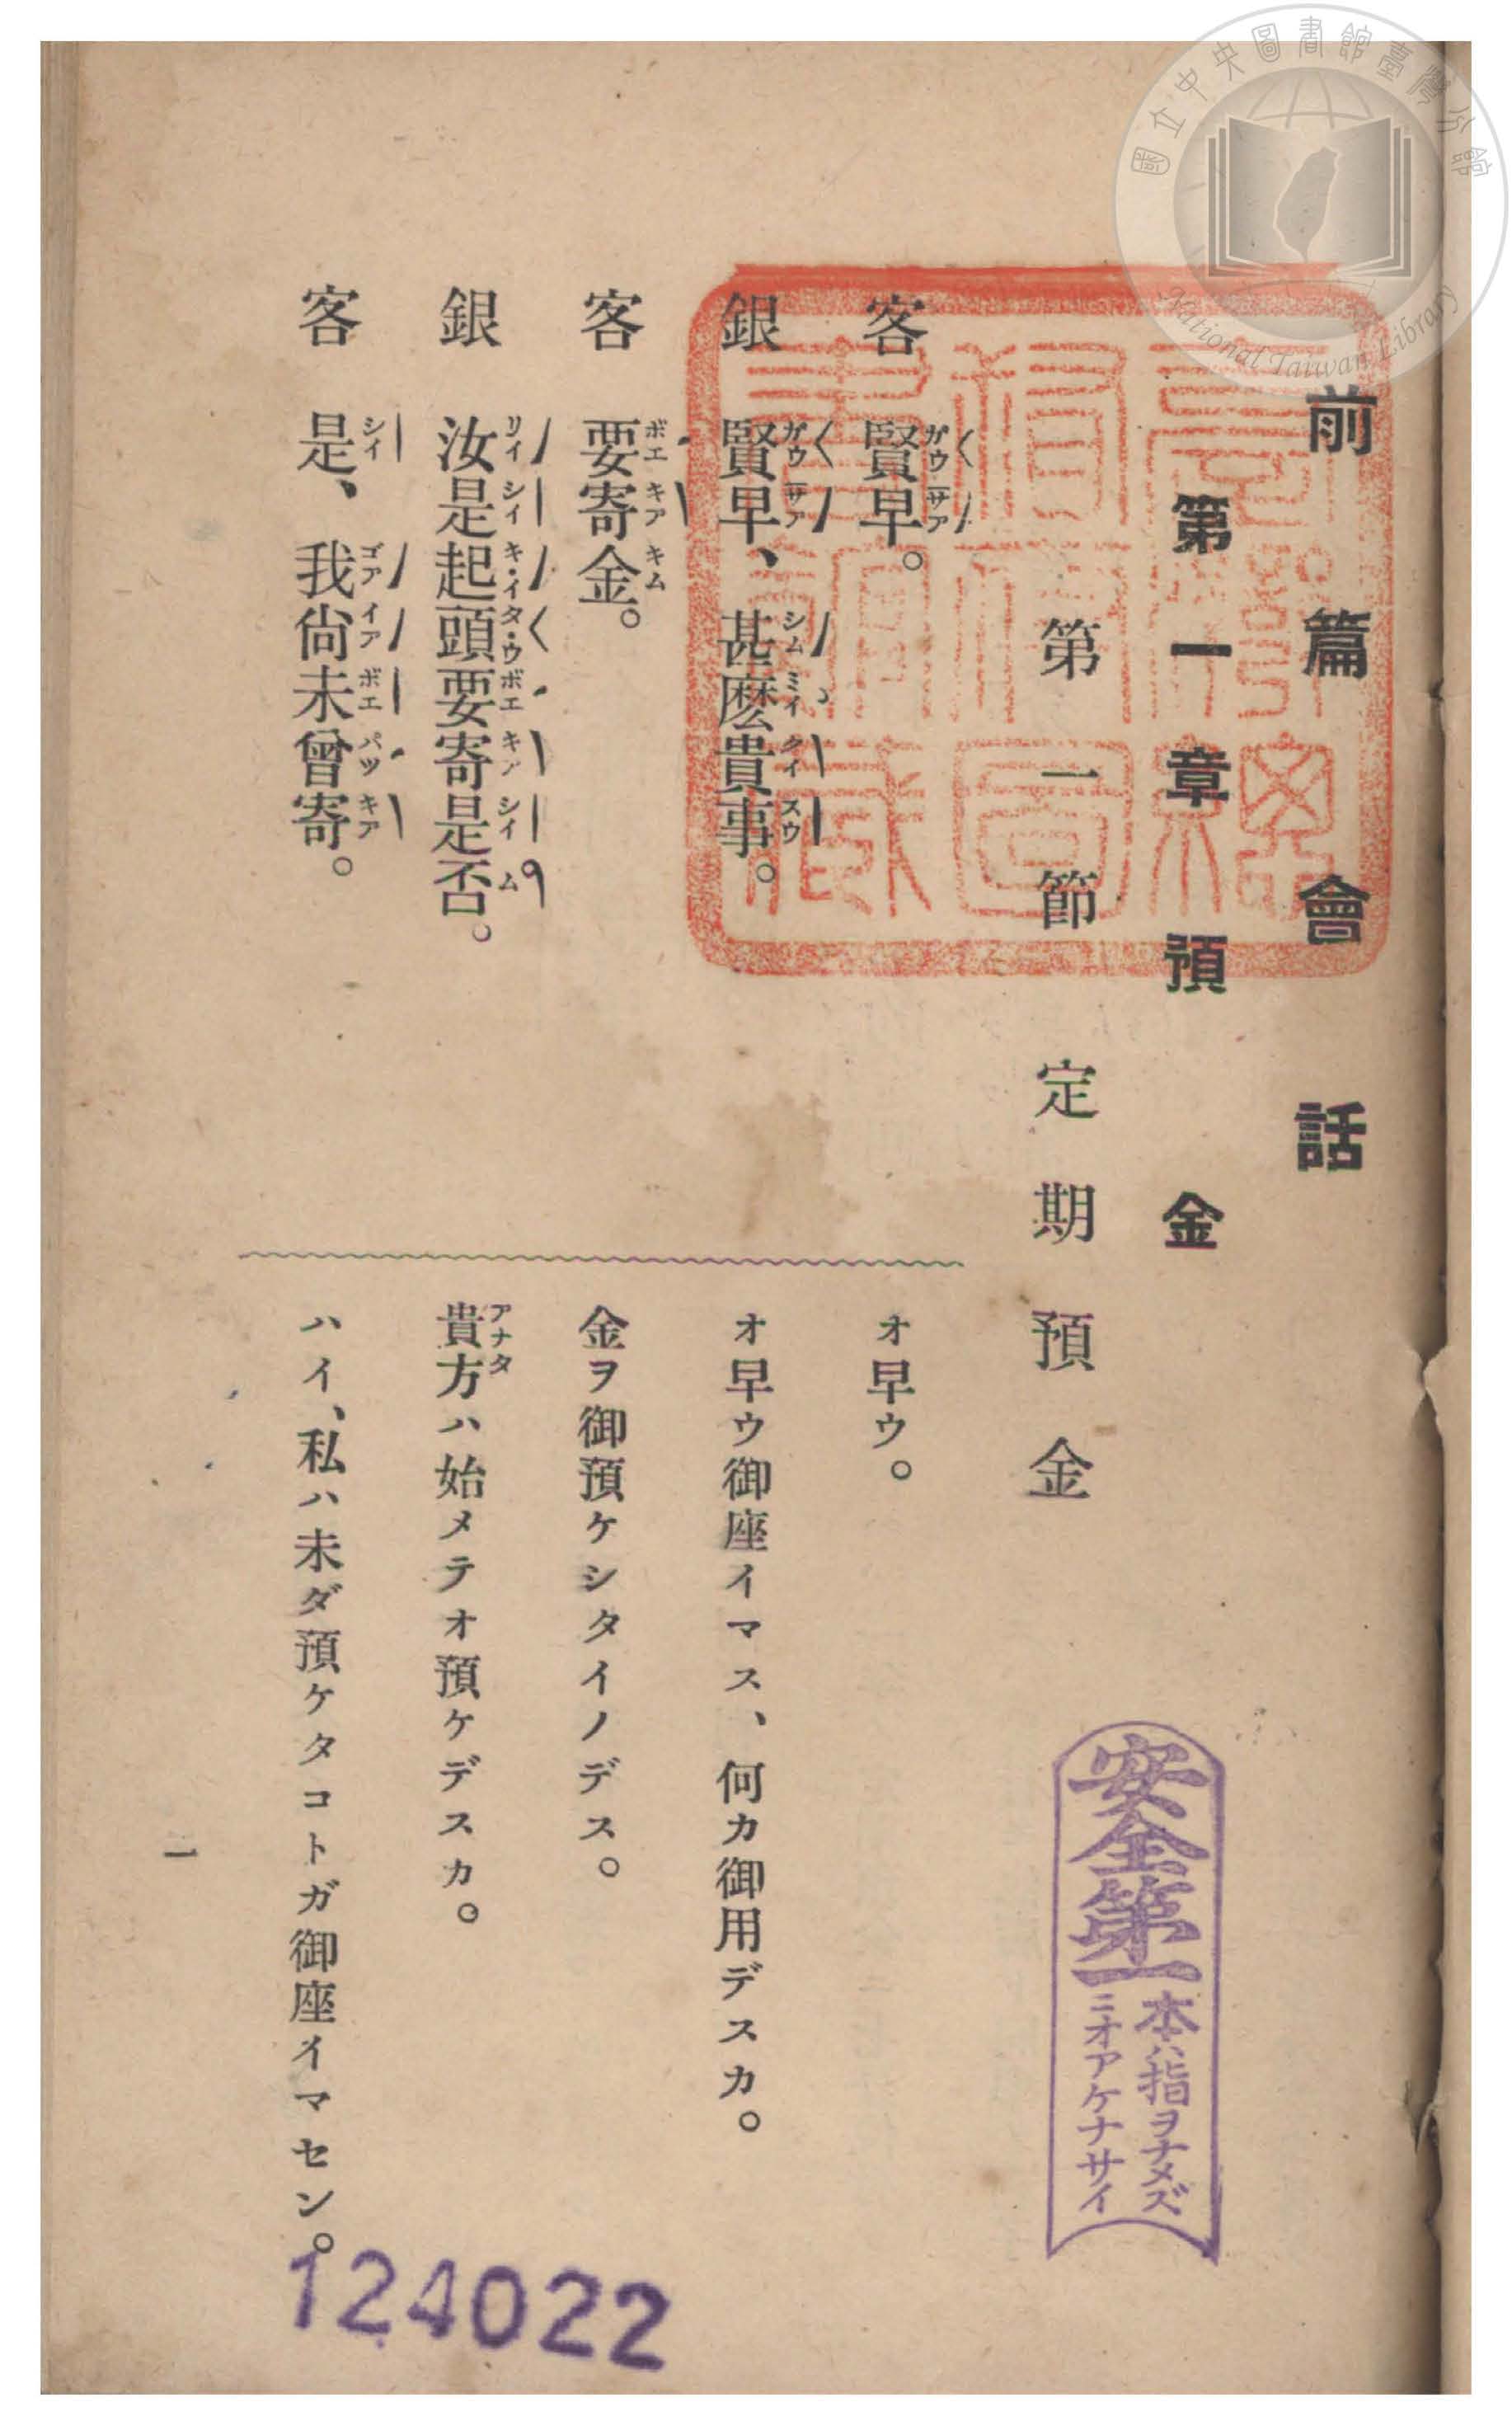 前篇 會話
第一章 預金
第一節 定期預金
客 賢早。
オ早ウ。
銀 賢早、甚麽貴事。
オ早ウ御座イマス、何カ御用デスカ。
客 要寄金。
金ヲ御預ケシタイノデス。
銀 汝是起頭要寄是否。
貴方ハ始メテオ預ケデスカ。
客 是、我尙未曾寄。
ハイ、私ハ未ダ預ケタコトガ御座イマセン。
一
安全第一
本ハ指ヲナメズ
ニオアケナサイ
124022
國立中央圖書館臺灣分館
National Taiwan Library